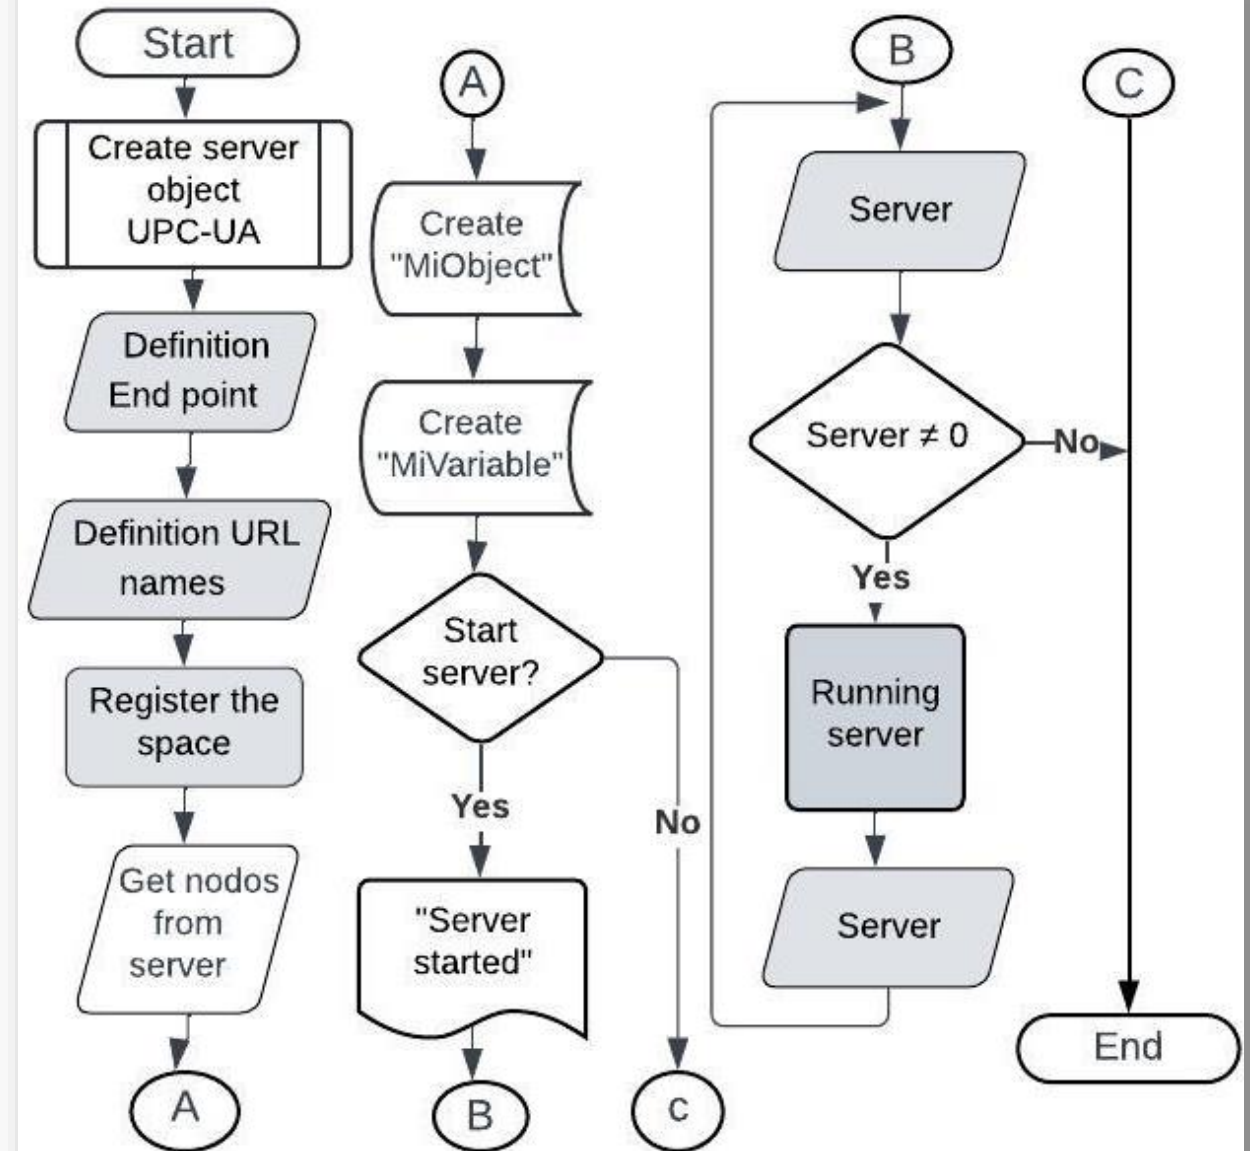 Start
Create server
object
UPC-UA
Definition
End point
Definition URL
names
Register the
space
Get nodos
from
server
A
A
Create
"MiObject"
Create
"MiVariable"
Start
server?
Yes
No
"Server
started"
B
c
B
Server
Server ≠ 0
No
Yes
Running
server
Server
C
End